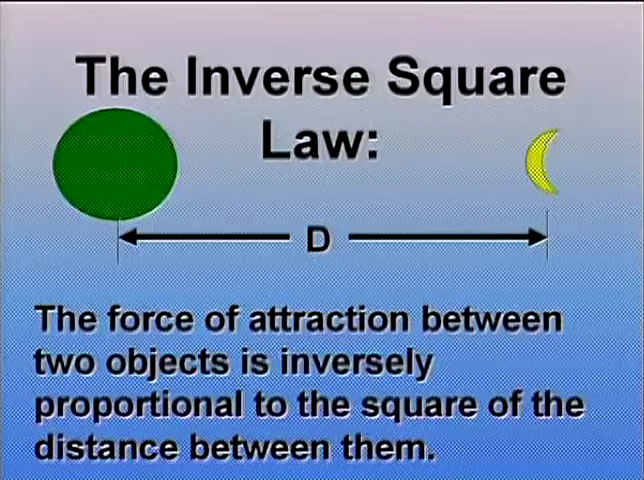 The Inverse Square
Law:
D
The force of attraction between
two objects is inversely
proportional to the square of the
distance between them.